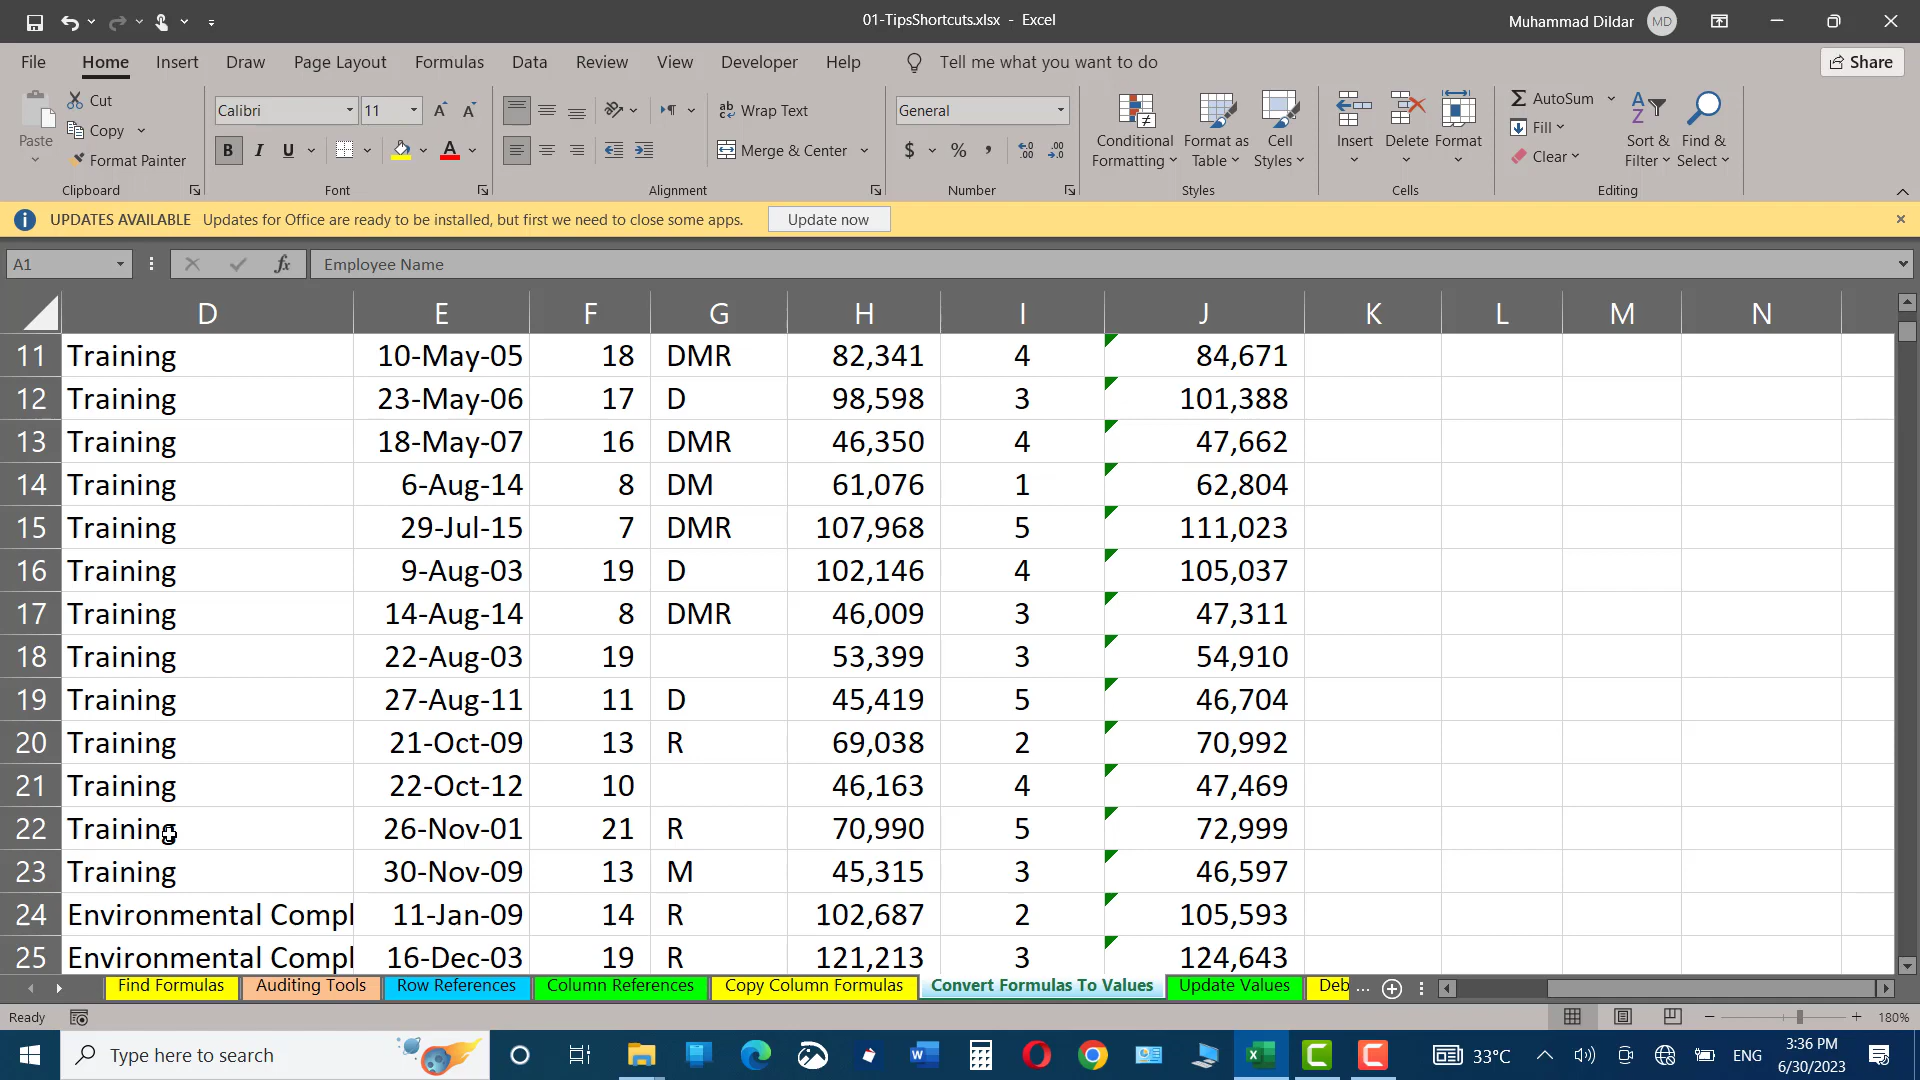 01-TipsShortcuts.xlsx - Excel
Muhammad Dildar MD
File Home Insert Draw Page Layout Formulas Data Review View Developer Help Tell me what you want to do Share
Paste Cut Copy Format Painter
Calibri 11
B I U
Wrap Text
Merge & Center
General
$ %
Conditional Formatting
Format as Table
Cell Styles
Insert Delete Format
AutoSum
Fill
Clear
Sort & Filter
Find & Select
Clipboard Font Alignment Number Styles Cells Editing
UPDATES AVAILABLE Updates for Office are ready to be installed, but first we need to close some apps. Update now
A1 fx Employee Name
D E F G H I J K L M N
11 Training 10-May-05 18 DMR 82,341 4 84,671
12 Training 23-May-06 17 D 98,598 3 101,388
13 Training 18-May-07 16 DMR 46,350 4 47,662
14 Training 6-Aug-14 8 DM 61,076 1 62,804
15 Training 29-Jul-15 7 DMR 107,968 5 111,023
16 Training 9-Aug-03 19 D 102,146 4 105,037
17 Training 14-Aug-14 8 DMR 46,009 3 47,311
18 Training 22-Aug-03 19 53,399 3 54,910
19 Training 27-Aug-11 11 D 45,419 5 46,704
20 Training 21-Oct-09 13 R 69,038 2 70,992
21 Training 22-Oct-12 10 46,163 4 47,469
22 Training 26-Nov-01 21 R 70,990 5 72,999
23 Training 30-Nov-09 13 M 45,315 3 46,597
24 Environmental Compl 11-Jan-09 14 R 102,687 2 105,593
25 Environmental Compl 16-Dec-03 19 R 121,213 3 124,643
Find Formulas Auditing Tools Row References Column References Copy Column Formulas Convert Formulas To Values Update Values Deb ...
Ready 180%
Type here to search 33°C ENG 3:36 PM
6/30/2023